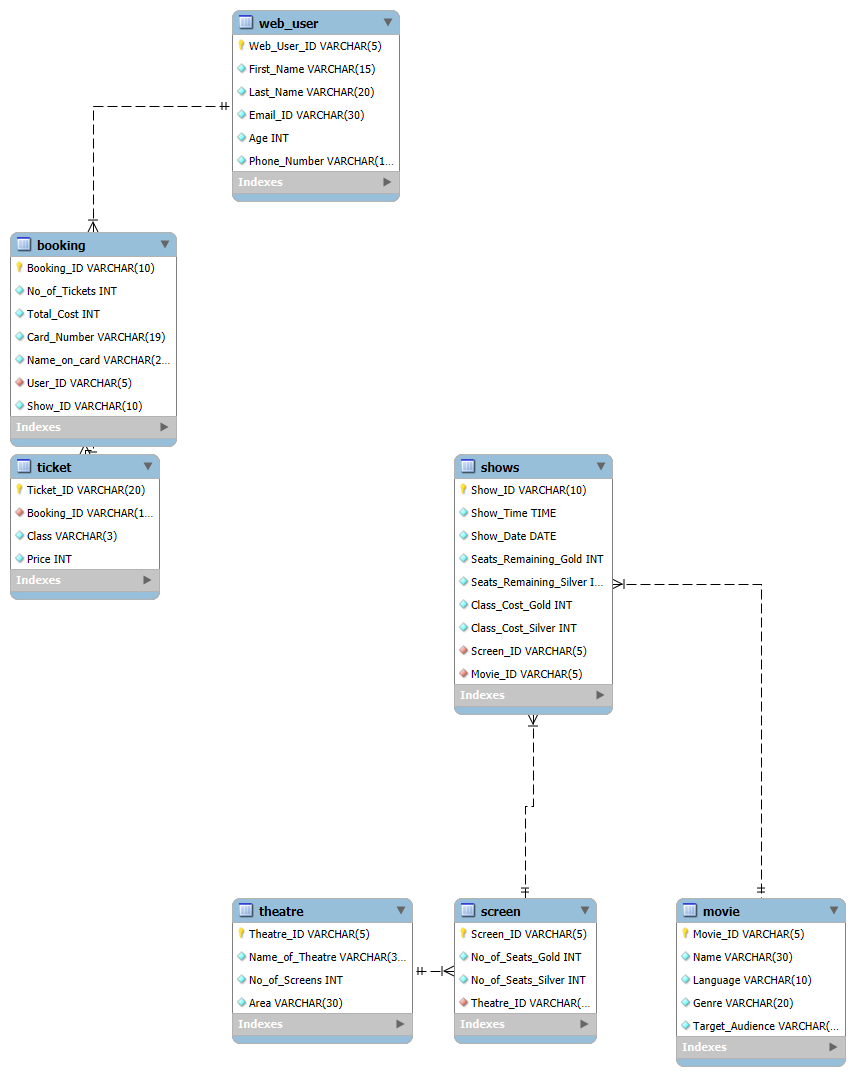 web_user
Web_User_ID VARCHAR(5)
First_Name VARCHAR(15)
Last_Name VARCHAR(20)
Email_ID VARCHAR(30)
Age INT
Phone_Number VARCHAR(1...
Indexes
booking
Booking_ID VARCHAR(10)
No_of_Tickets INT
Total_Cost INT
Card_Number VARCHAR(19)
Name_on_card VARCHAR(2...
User_ID VARCHAR(5)
Show_ID VARCHAR(10)
Indexes
ticket
Ticket_ID VARCHAR(20)
Booking_ID VARCHAR(1...
Class VARCHAR(3)
Price INT
Indexes
shows
Show_ID VARCHAR(10)
Show_Time TIME
Show_Date DATE
Seats_Remaining_Gold INT
Seats_Remaining_Silver I...
Class_Cost_Gold INT
Class_Cost_Silver INT
Screen_ID VARCHAR(5)
Movie_ID VARCHAR(5)
Indexes
theatre
Theatre_ID VARCHAR(5)
Name_of_Theatre VARCHAR(3...
No_of_Screens INT
Area VARCHAR(30)
Indexes
screen
Screen_ID VARCHAR(5)
No_of_Seats_Gold INT
No_of_Seats_Silver INT
Theatre_ID VARCHAR(...
Indexes
movie
Movie_ID VARCHAR(5)
Name VARCHAR(30)
Language VARCHAR(10)
Genre VARCHAR(20)
Target_Audience VARCHAR(...
Indexes